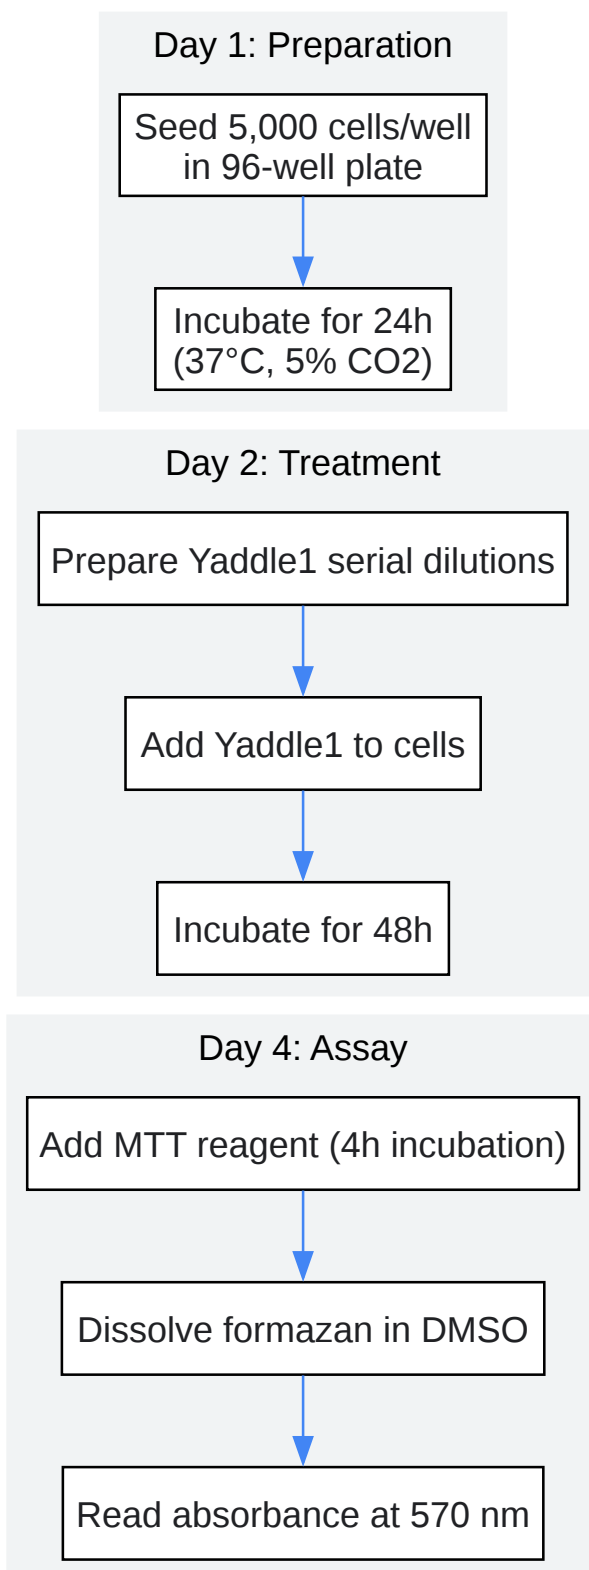 Day 1: Preparation
Seed 5,000 cells/well
in 96-well plate
Incubate for 24h
(37°C, 5% CO2)
Day 2: Treatment
Prepare Yaddle1 serial dilutions
Add Yaddle1 to cells
Incubate for 48h
Day 4: Assay
Add MTT reagent (4h incubation)
Dissolve formazan in DMSO
Read absorbance at 570 nm